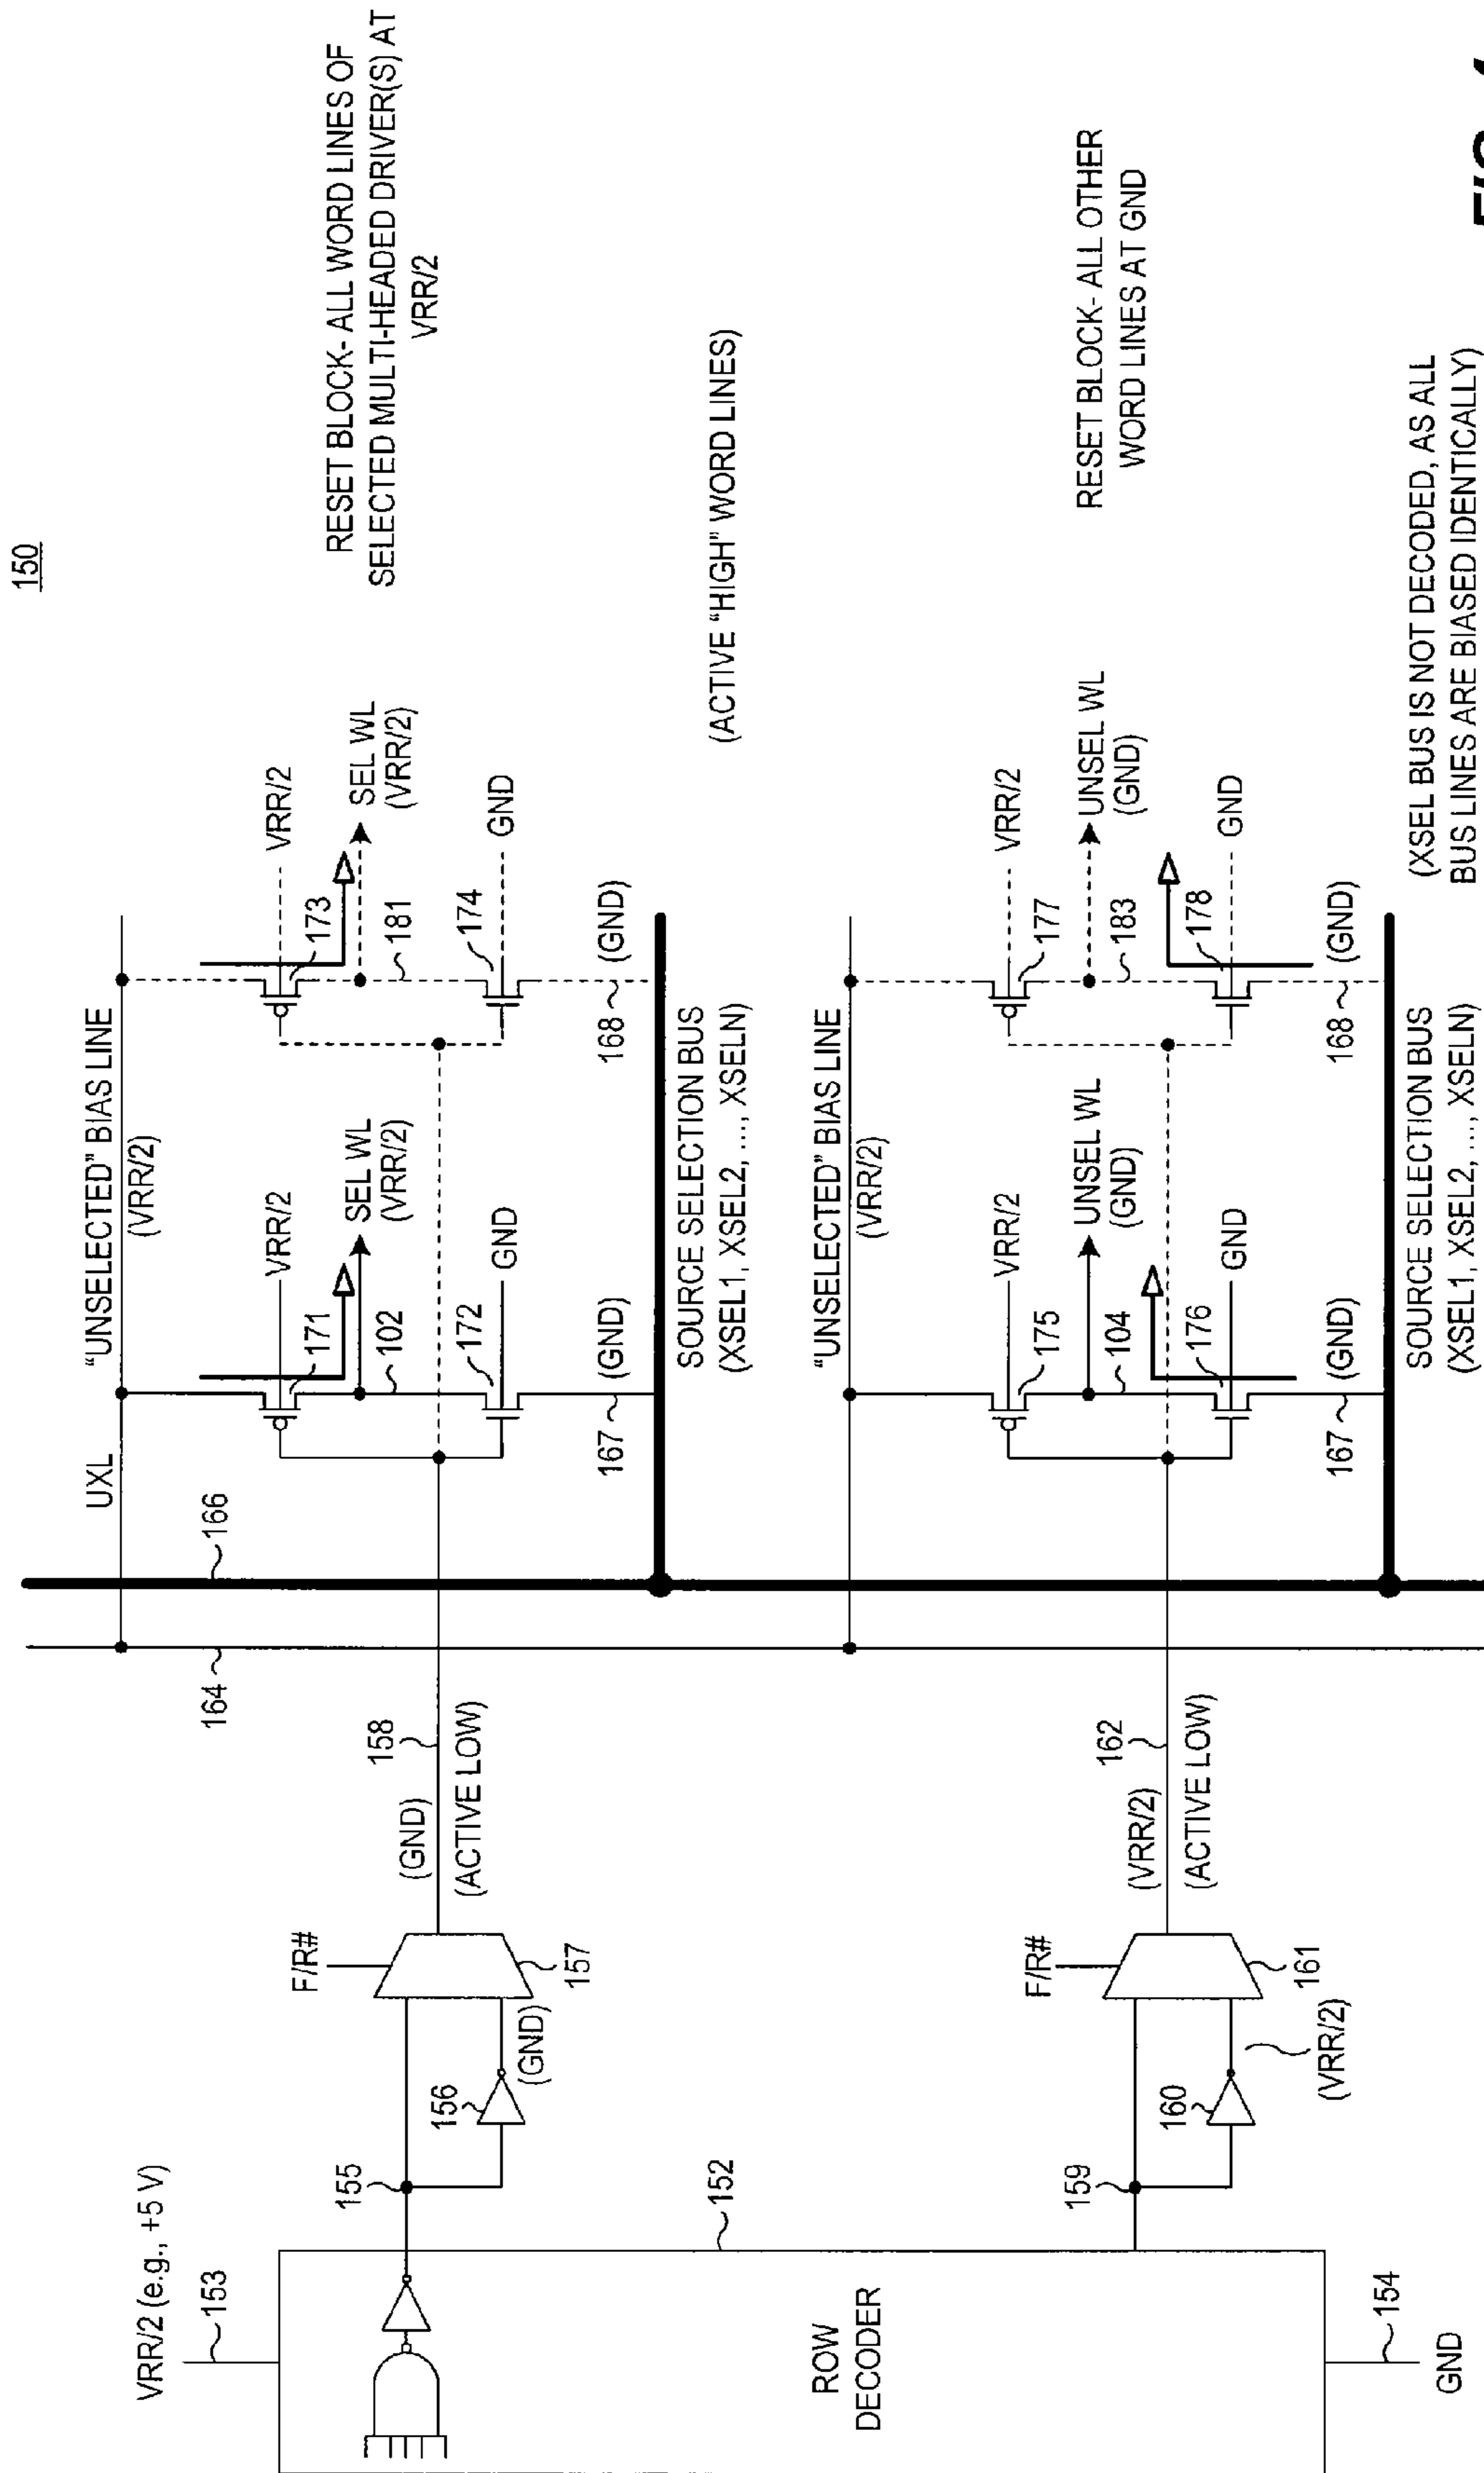 150
VRR/2 (e.g., +5 V)
153
ROW
DECODER
152
154
GND
155
156
(GND)
F/R#
157
(GND)
158
(ACTIVE LOW)
159
160
(VRR/2)
F/R#
161
(VRR/2)
162
(ACTIVE LOW)
164
166
UXL
"UNSELECTED" BIAS LINE
(VRR/2)
VRR/2
171
SEL WL
(VRR/2)
102
172
GND
167
(GND)
VRR/2
173
SEL WL
(VRR/2)
181
174
GND
168
(GND)
SOURCE SELECTION BUS
(XSEL1, XSEL2, ..., XSELN)
RESET BLOCK- ALL WORD LINES OF
SELECTED MULTI-HEADED DRIVER(S) AT
VRR/2
(ACTIVE "HIGH" WORD LINES)
"UNSELECTED" BIAS LINE
(VRR/2)
VRR/2
175
UNSEL WL
(GND)
104
176
GND
167
(GND)
VRR/2
177
UNSEL WL
(GND)
183
178
GND
168
(GND)
SOURCE SELECTION BUS
(XSEL1, XSEL2, ..., XSELN)
RESET BLOCK- ALL OTHER
WORD LINES AT GND
(XSEL BUS IS NOT DECODED, AS ALL
BUS LINES ARE BIASED IDENTICALLY)